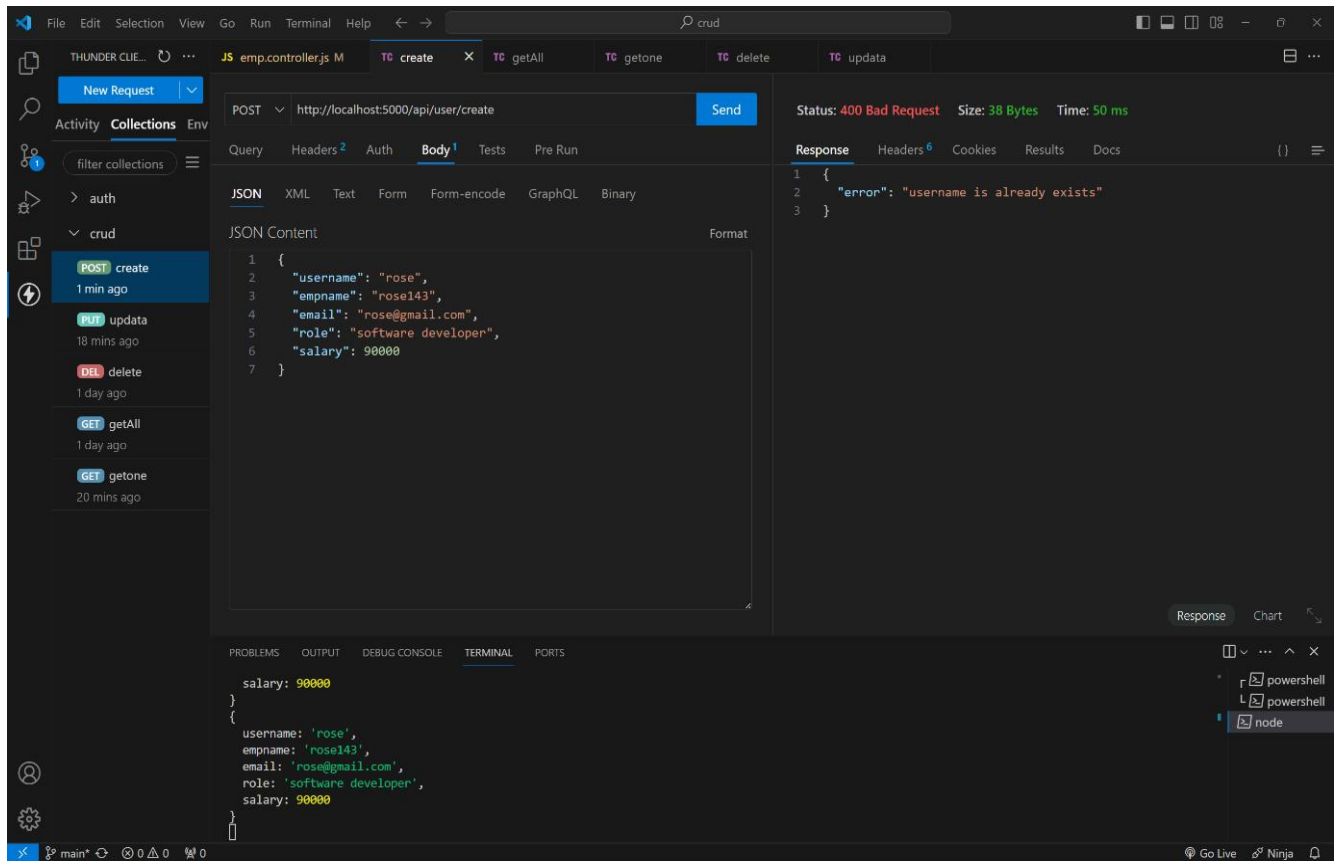 File Edit Selection View Go Run Terminal Help ← → crud
THUNDER CLIE... ...
New Request
Activity Collections Env
filter collections
> auth
crud
POST create
1 min ago
PUT updata
18 mins ago
DEL delete
1 day ago
GET getAll
1 day ago
GET getone
20 mins ago
JS emp.controller.js M TC create × TC getAll TC getone TC delete TC updata ...
POST http://localhost:5000/api/user/create Send
Query Headers 2 Auth Body 1 Tests Pre Run
JSON XML Text Form Form-encode GraphQL Binary
JSON Content Format
1 {
2 "username": "rose",
3 "empname": "rose143",
4 "email": "rose@gmail.com",
5 "role": "software developer",
6 "salary": 90000
7 }
Status: 400 Bad Request Size: 38 Bytes Time: 50 ms
Response Headers 6 Cookies Results Docs {}
1 {
2 "error": "username is already exists"
3 }
Response Chart
PROBLEMS OUTPUT DEBUG CONSOLE TERMINAL PORTS
salary: 90000
}
{
username: 'rose',
empname: 'rose143',
email: 'rose@gmail.com',
role: 'software developer',
salary: 90000
}
powershell
powershell
node
1
main* 0 0 0 Go Live Ninja